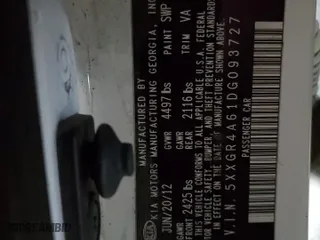 KIA KIA MOTORS MANUFACTURING GEORGIA, INC.
JUN/20/12 PAINT SWP
GVWR 4497 lbs TRIM VA
GAWR FRONT 2425 lbs GAWR REAR 2116 lbs
THIS VEHICLE CONFORMS TO ALL APPLICABLE U.S. FEDERAL
MOTOR VEHICLE SAFETY, BUMPER, AND THEFT PREVENTION STANDARDS
IN EFFECT ON THE DATE OF MANUFACTURE SHOWN ABOVE.
V.I.N. 5XXGR4A61DG093727
PASSENGER CAR